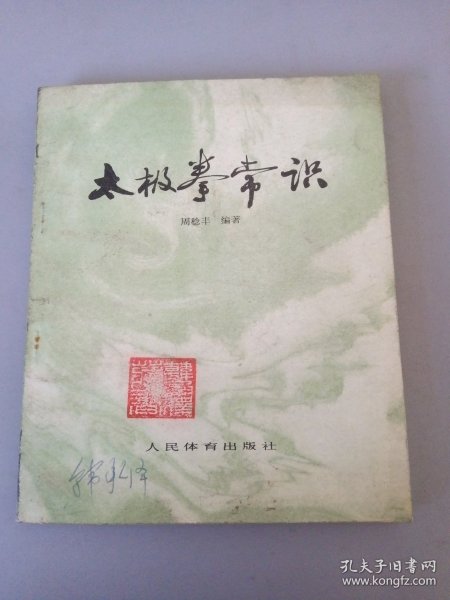 太极拳常识
周稔丰 编著
人民体育出版社
孔夫子旧书网
www.kongfz.com